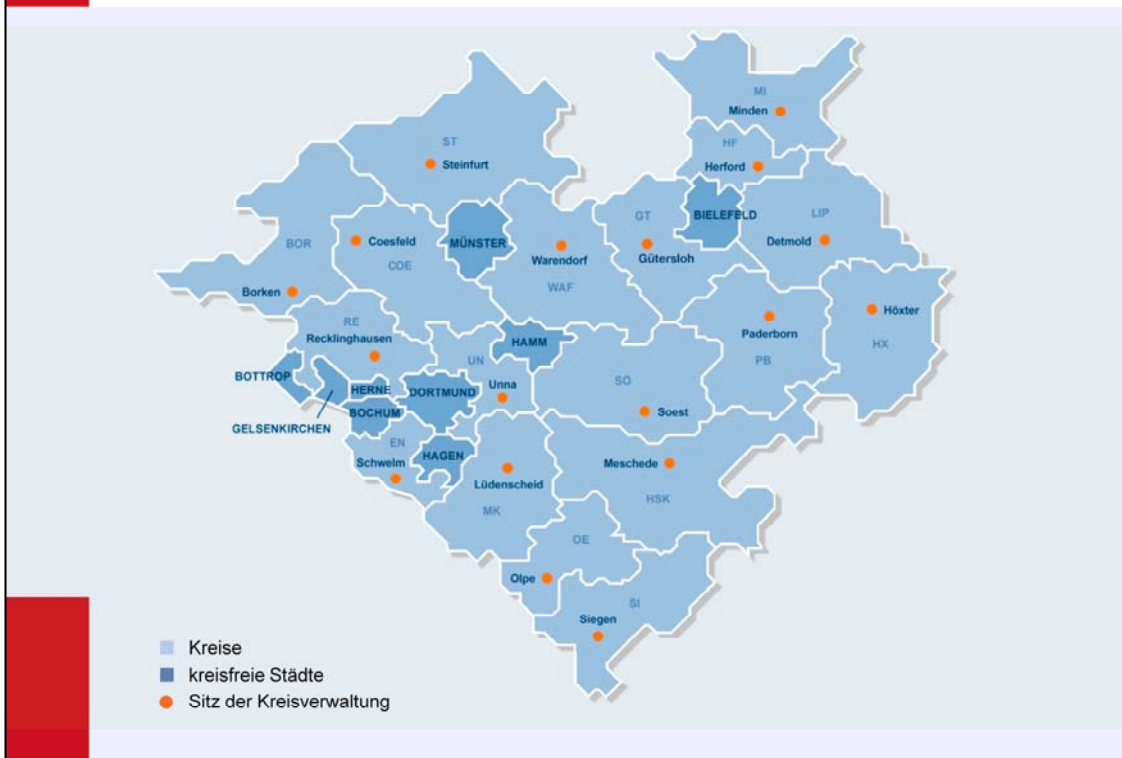 MI
Minden
ST
HF
Steinfurt
Herford
GT
BIELEFELD
LIP
BOR
Coesfeld
MÜNSTER
Detmold
COE
Warendorf
Gütersloh
WAF
Borken
Höxter
RE
Paderborn
Recklinghausen
HAMM
HX
UN
PB
BOTTROP
SO
HERNE
DORTMUND
Unna
BOCHUM
Soest
GELSENKIRCHEN
EN
HAGEN
Schwelm
Meschede
Lüdenscheid
HSK
MK
OE
Olpe
SI
Siegen
Kreise
kreisfreie Städte
Sitz der Kreisverwaltung